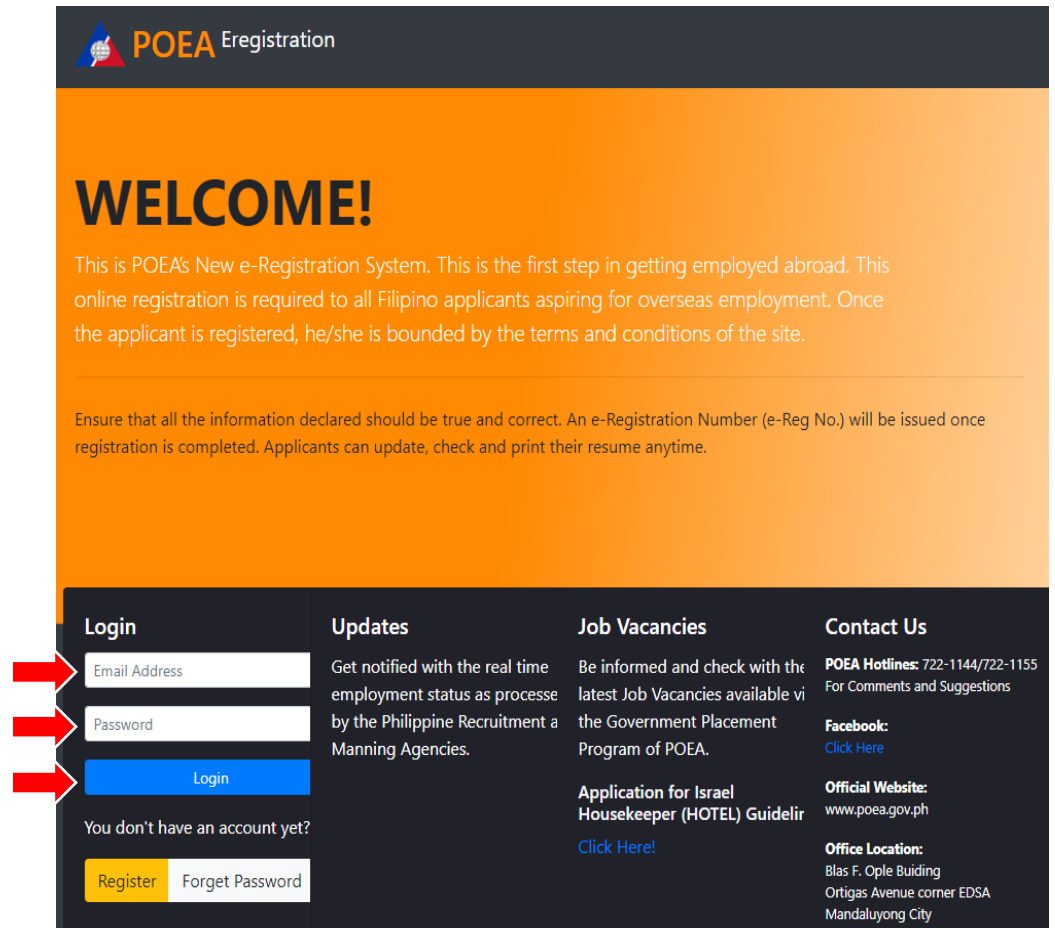 POEA Eregistration
WELCOME!
This is POEA's New e-Registration System. This is the first step in getting employed abroad. This
online registration is required to all Filipino applicants aspiring for overseas employment. Once
the applicant is registered, he/she is bounded by the terms and conditions of the site.
Ensure that all the information declared should be true and correct. An e-Registration Number (e-Reg No.) will be issued once
registration is completed. Applicants can update, check and print their resume anytime.
Login
Email Address
Password
Login
You don't have an account yet?
Register Forget Password
Updates
Get notified with the real time
employment status as processe
by the Philippine Recruitment a
Manning Agencies.
Job Vacancies
Be informed and check with the
latest Job Vacancies available vi
the Government Placement
Program of POEA.
Application for Israel
Housekeeper (HOTEL) Guidelin
Click Here!
Contact Us
POEA Hotlines: 722-1144/722-1155
For Comments and Suggestions
Facebook:
Click Here
Official Website:
www.poea.gov.ph
Office Location:
Blas F. Ople Buiding
Ortigas Avenue corner EDSA
Mandaluyong City